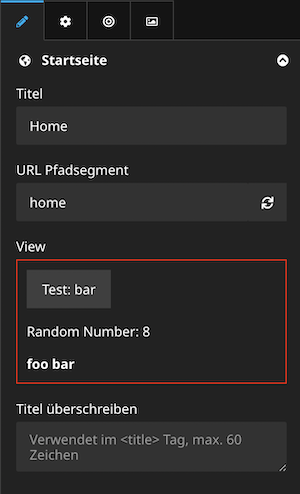 Startseite
Titel
Home
URL Pfadsegment
home
View
Test: bar
Random Number: 8
foo bar
Titel überschreiben
Verwendet im <title> Tag, max. 60
Zeichen